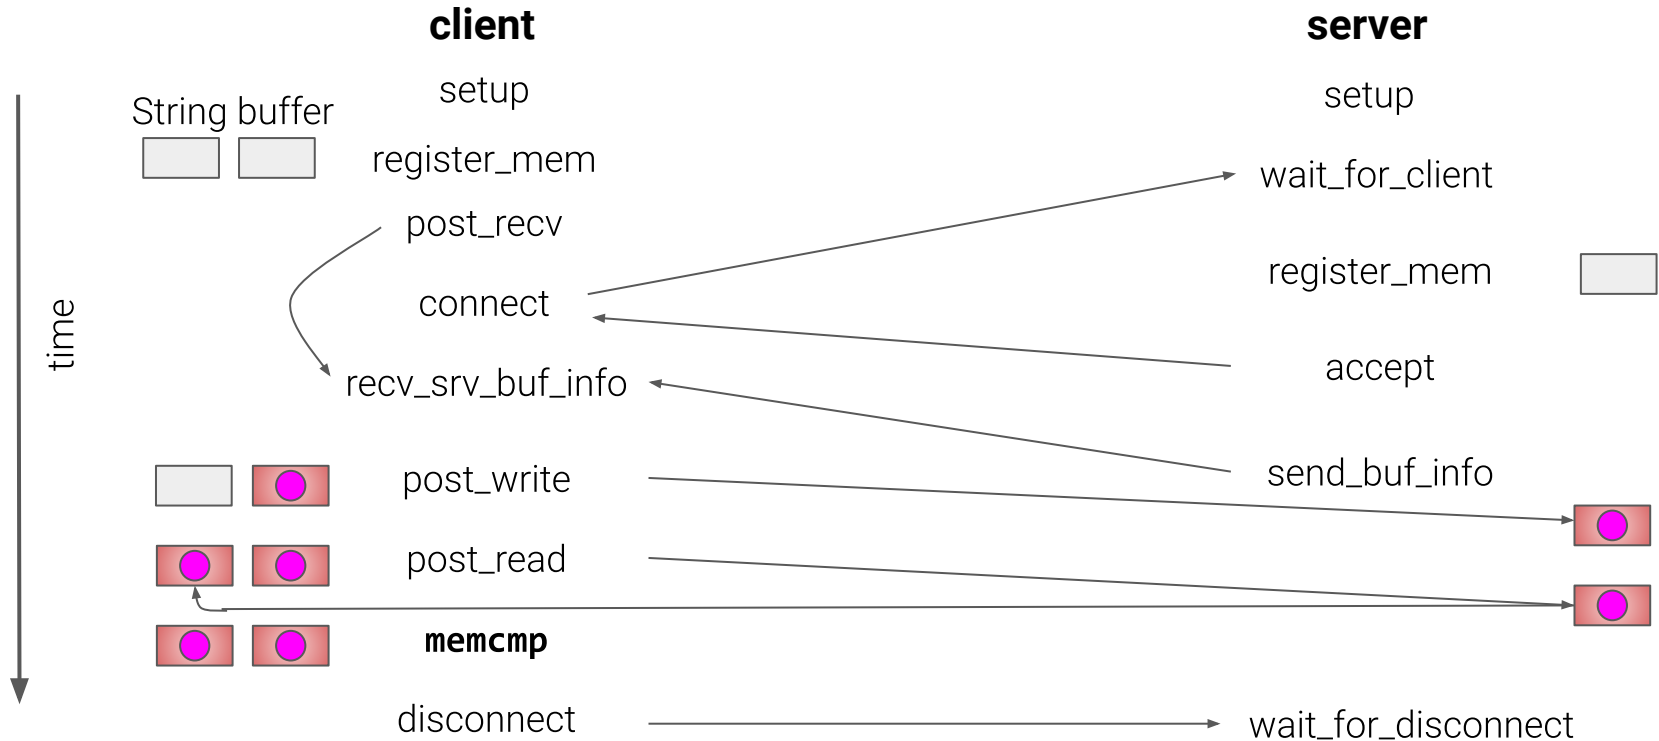 client
server
setup
setup
String buffer
register_mem
wait_for_client
post_recv
register_mem
connect
time
accept
recv_srv_buf_info
send_buf_info
post_write
post_read
memcmp
disconnect
wait_for_disconnect